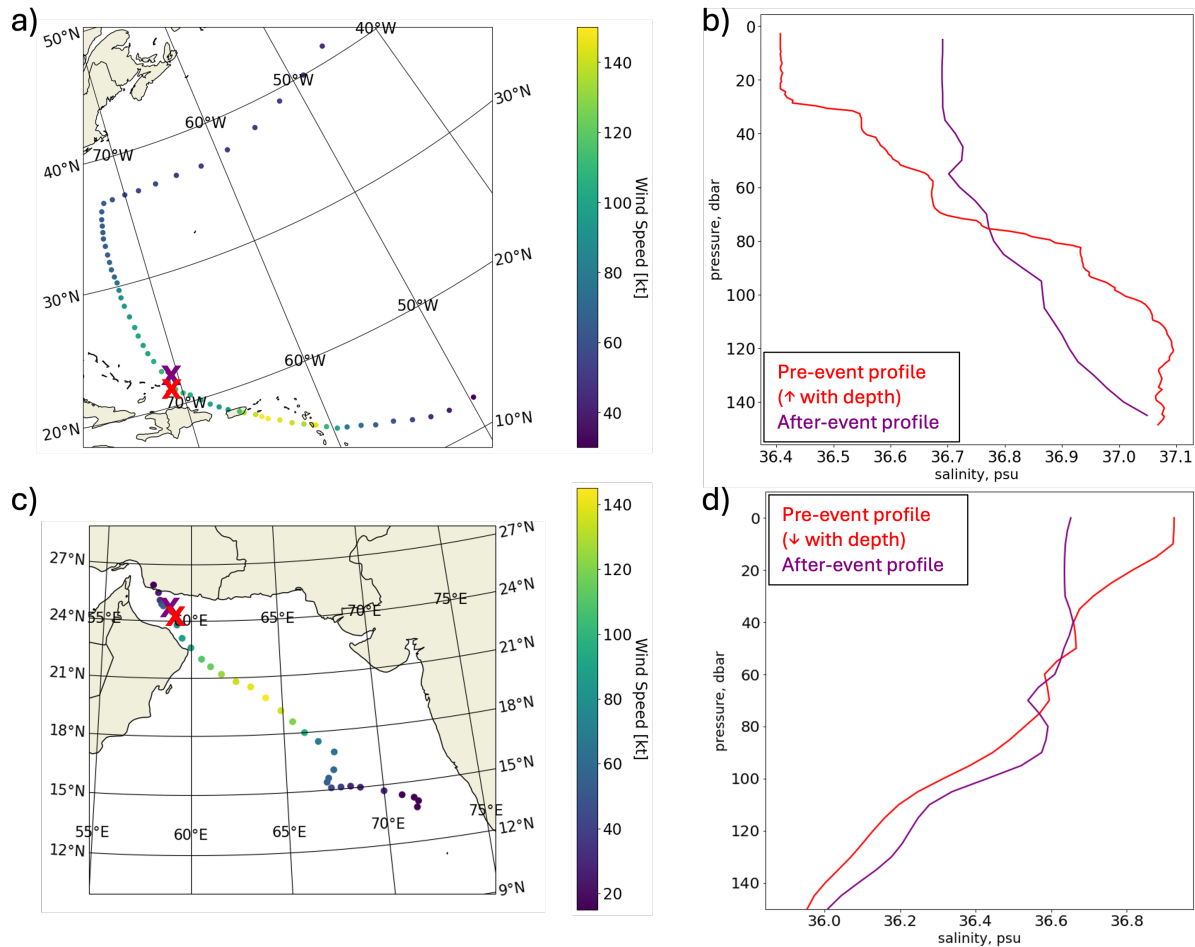 a)
50°N
40°W
50°W
30°N
60°W
70°W
40°N
20°N
30°N
50°W
60°W
70°W
20°N
10°N
140
120
100
80
60
40
Wind Speed [kt]
b)
0
20
40
60
80
100
120
140
pressure, dbar
Pre-event profile
(↑ with depth)
After-event profile
36.4 36.5 36.6 36.7 36.8 36.9 37.0 37.1
salinity, psu
c)
27°N
27°N
24°N
24°N
55°E
60°E
65°E
70°E
75°E
21°N
21°N
18°N
18°N
15°N
15°N
75°E
55°E
60°E
65°E
70°E
12°N
12°N
9°N
140
120
100
80
60
40
20
Wind Speed [kt]
d)
0
20
40
60
80
100
120
140
pressure, dbar
Pre-event profile
(↓ with depth)
After-event profile
36.0 36.2 36.4 36.6 36.8
salinity, psu